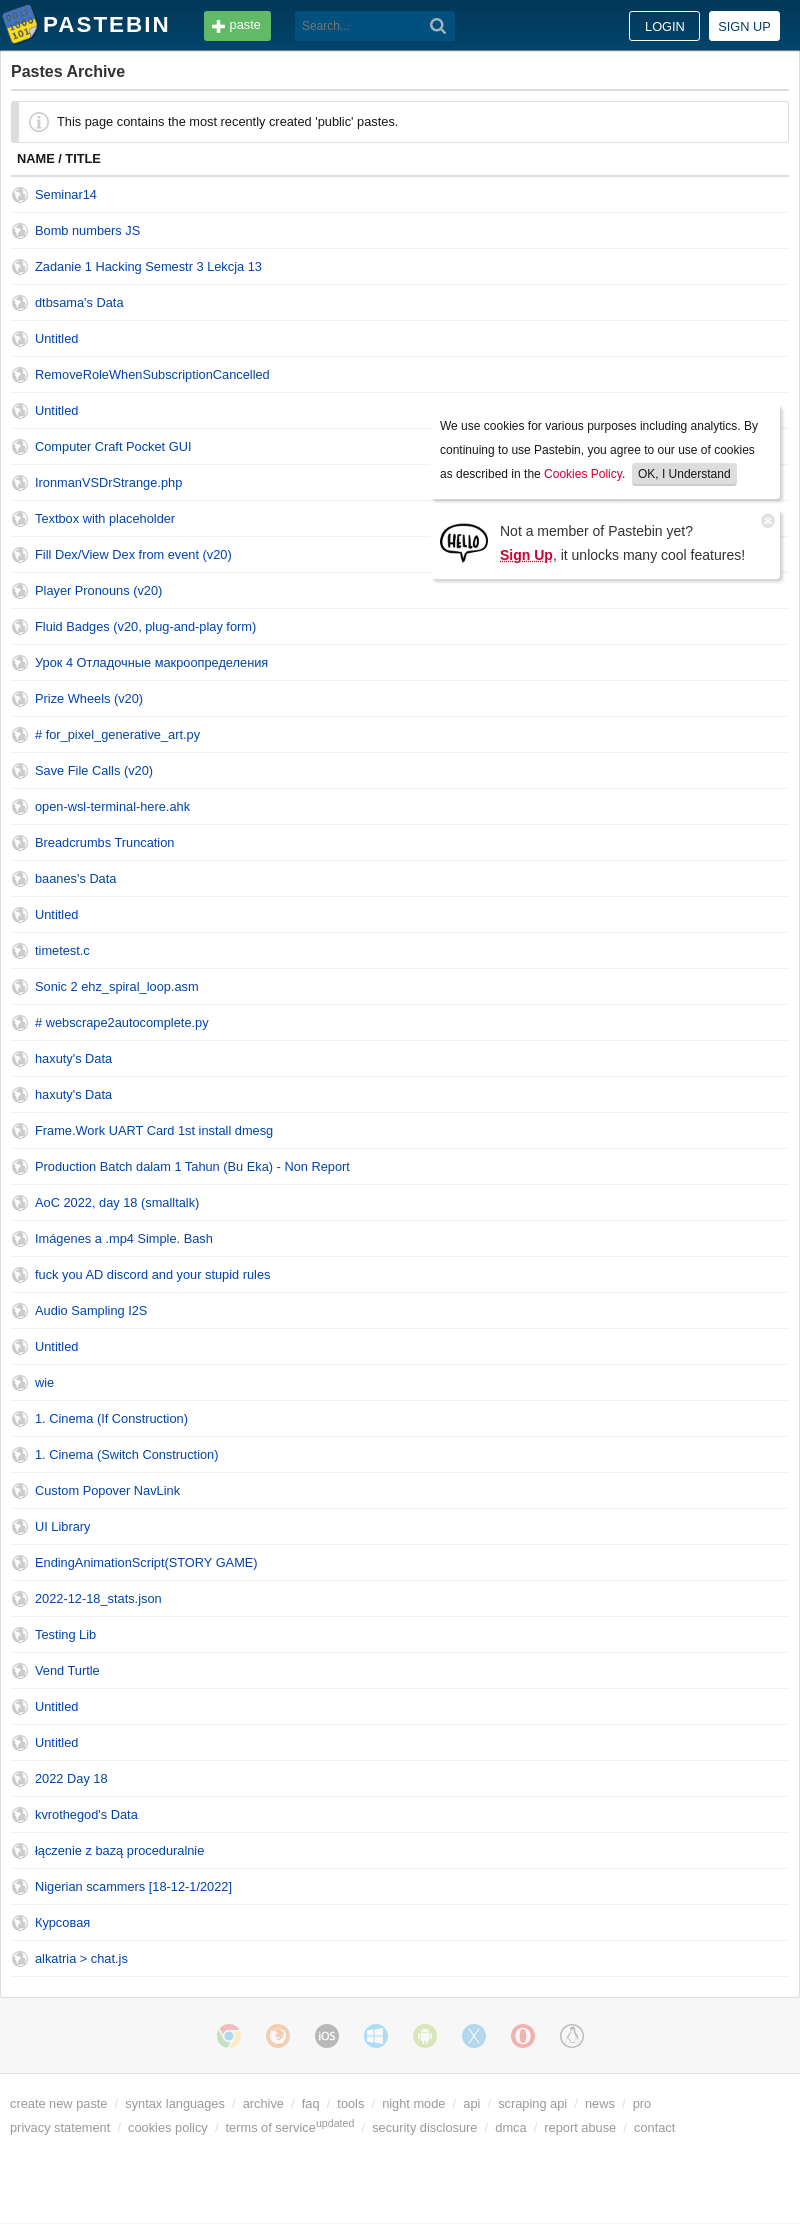 PASTEBIN paste Search... LOGIN SIGN UP
Pastes Archive
This page contains the most recently created 'public' pastes.
NAME / TITLE
Seminar14
Bomb numbers JS
Zadanie 1 Hacking Semestr 3 Lekcja 13
dtbsama's Data
Untitled
RemoveRoleWhenSubscriptionCancelled
Untitled
Computer Craft Pocket GUI
IronmanVSDrStrange.php
Textbox with placeholder
Fill Dex/View Dex from event (v20)
Player Pronouns (v20)
Fluid Badges (v20, plug-and-play form)
Урок 4 Отладочные макроопределения
Prize Wheels (v20)
# for_pixel_generative_art.py
Save File Calls (v20)
open-wsl-terminal-here.ahk
Breadcrumbs Truncation
baanes's Data
Untitled
timetest.c
Sonic 2 ehz_spiral_loop.asm
# webscrape2autocomplete.py
haxuty's Data
haxuty's Data
Frame.Work UART Card 1st install dmesg
Production Batch dalam 1 Tahun (Bu Eka) - Non Report
AoC 2022, day 18 (smalltalk)
Imágenes a .mp4 Simple. Bash
fuck you AD discord and your stupid rules
Audio Sampling I2S
Untitled
wie
1. Cinema (If Construction)
1. Cinema (Switch Construction)
Custom Popover NavLink
UI Library
EndingAnimationScript(STORY GAME)
2022-12-18_stats.json
Testing Lib
Vend Turtle
Untitled
Untitled
2022 Day 18
kvrothegod's Data
łączenie z bazą proceduralnie
Nigerian scammers [18-12-1/2022]
Курсовая
alkatria > chat.js
We use cookies for various purposes including analytics. By
continuing to use Pastebin, you agree to our use of cookies
as described in the Cookies Policy. OK, I Understand
HELLO
Not a member of Pastebin yet?
Sign Up, it unlocks many cool features!
iOS
create new paste / syntax languages / archive / faq / tools / night mode / api / scraping api / news / pro
privacy statement / cookies policy / terms of service updated / security disclosure / dmca / report abuse / contact